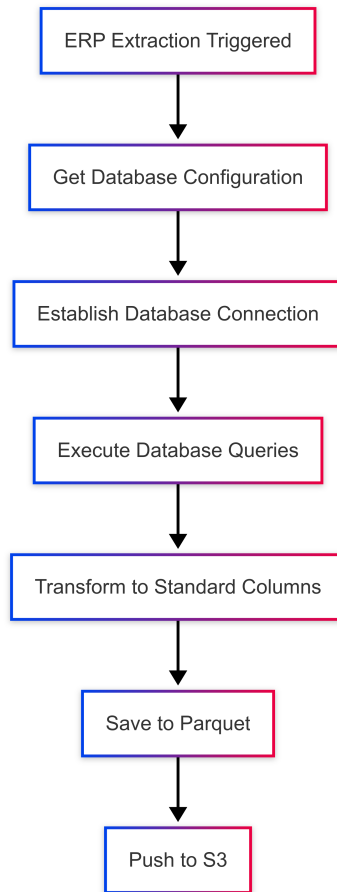 ERP Extraction Triggered
Get Database Configuration
Establish Database Connection
Execute Database Queries
Transform to Standard Columns
Save to Parquet
Push to S3